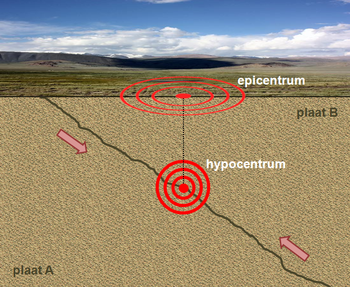 epicentrum
plaat B
hypocentrum
plaat A